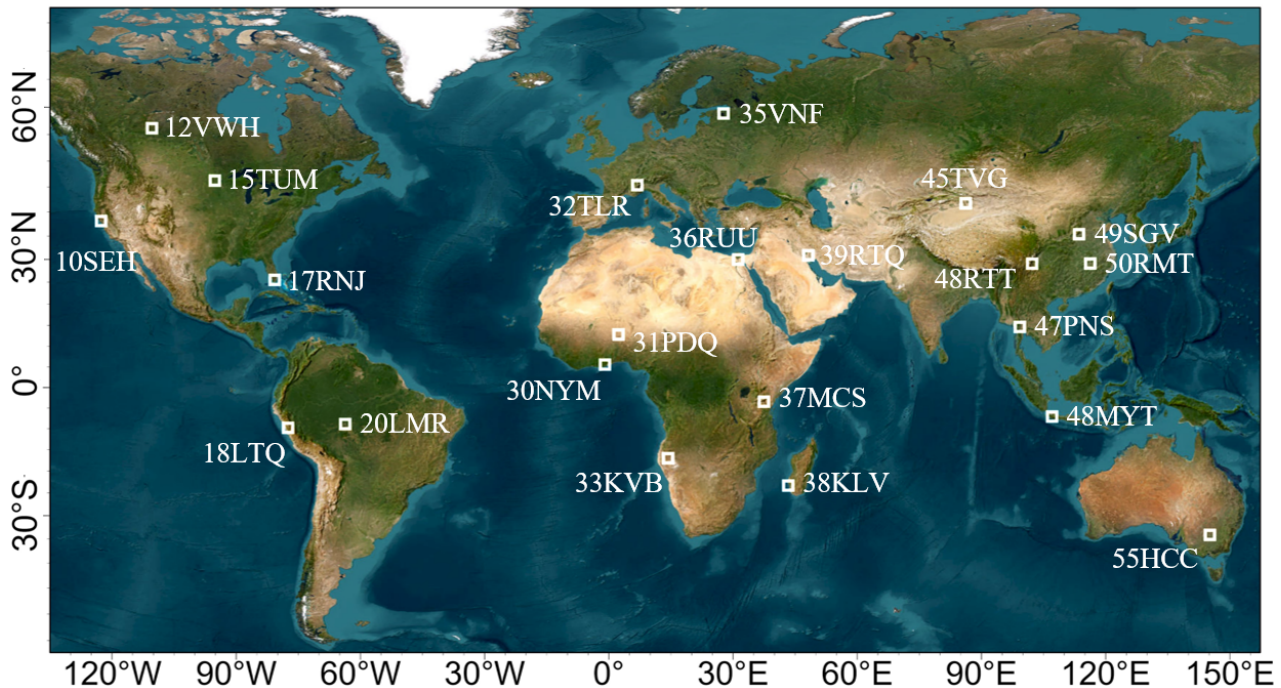 60°N
35VNF
12VWH
15TUM
45TVG
32TLR
36RUU
49SGV
39RTQ
30°N
10SEH
50RMT
48RTT
17RNJ
47PNS
31PDQ
0°
30NYM
37MCS
48MYT
20LMR
18LTQ
33KVB
38KLV
30°S
55HCC
120°W 90°W 60°W 30°W 0° 30°E 60°E 90°E 120°E 150°E